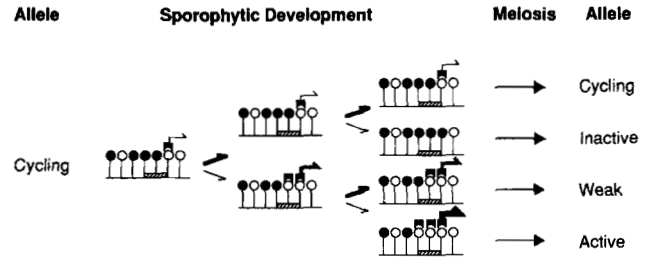 Allele Sporophytic Development Meiosis Allele
Cycling
Inactive
Cycling
Weak
Active